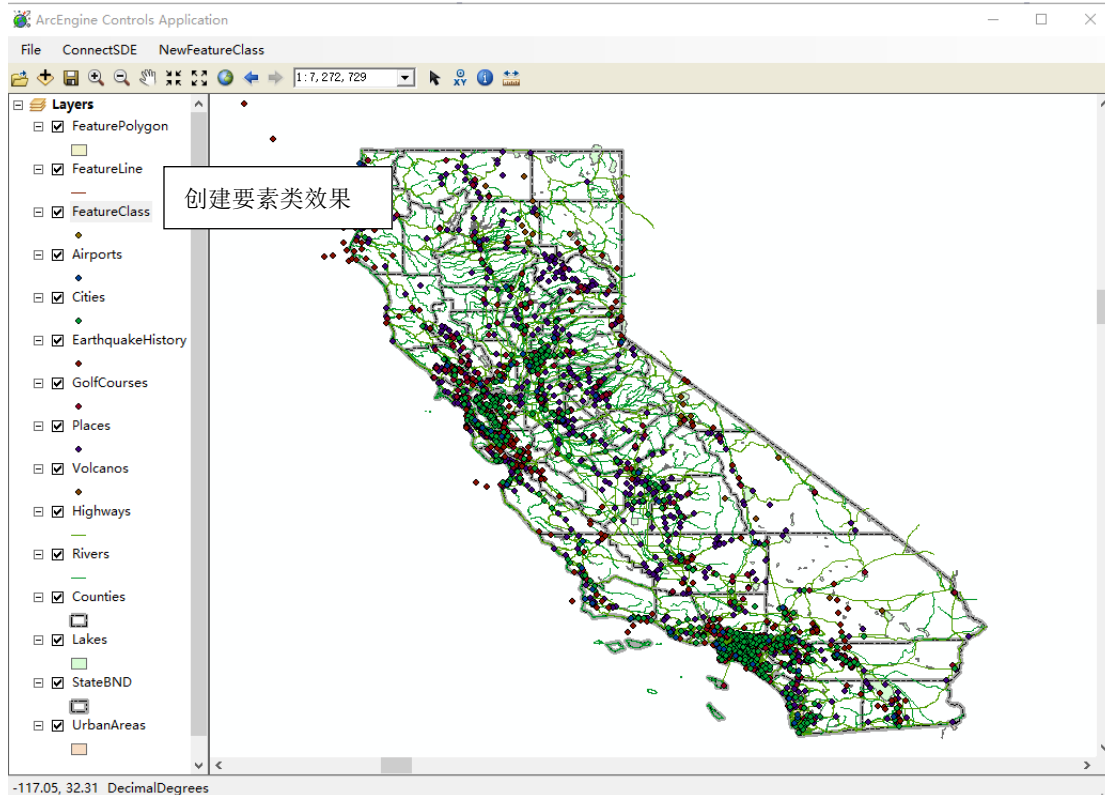 ArcEngine Controls Application
File ConnectSDE NewFeatureClass
1:7,272,729
XY
Layers
FeaturePolygon
FeatureLine
创建要素类效果
FeatureClass
Airports
Cities
EarthquakeHistory
GolfCourses
Places
Volcanos
Highways
Rivers
Counties
Lakes
StateBND
UrbanAreas
-117.05, 32.31 DecimalDegrees